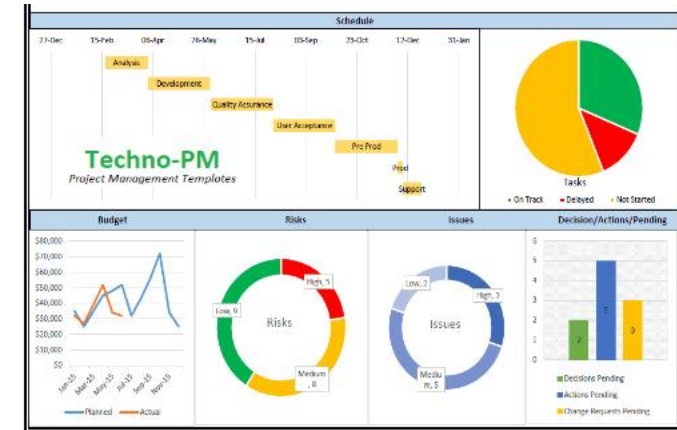 Schedule
27-Dec 15-Feb 05-Apr 26-May 15-Jul 03-Sep 23-Oct 12-Dec 31-Jan
Analysis
Development
Quality Assurance
User Acceptance
Pre Prod
Prod
Support
Techno-PM
Project Management Templates
Tasks
On Track Delayed Not Started
Budget
$80,000
$70,000
$60,000
$50,000
$40,000
$30,000
$20,000
$10,000
$0
Jan-15 Mar-15 May-15 Jul-15 Sep-15 Nov-15
Planned Actual
Risks
High, 5
Low, 9
Risks
Medium
, 8
Issues
Low, 2
High, 3
Issues
Mediu
m, 5
Decision/Actions/Pending
6
5
4
3
2
1
0
2
5
3
Decisions Pending
Actions Pending
Change Requests Pending